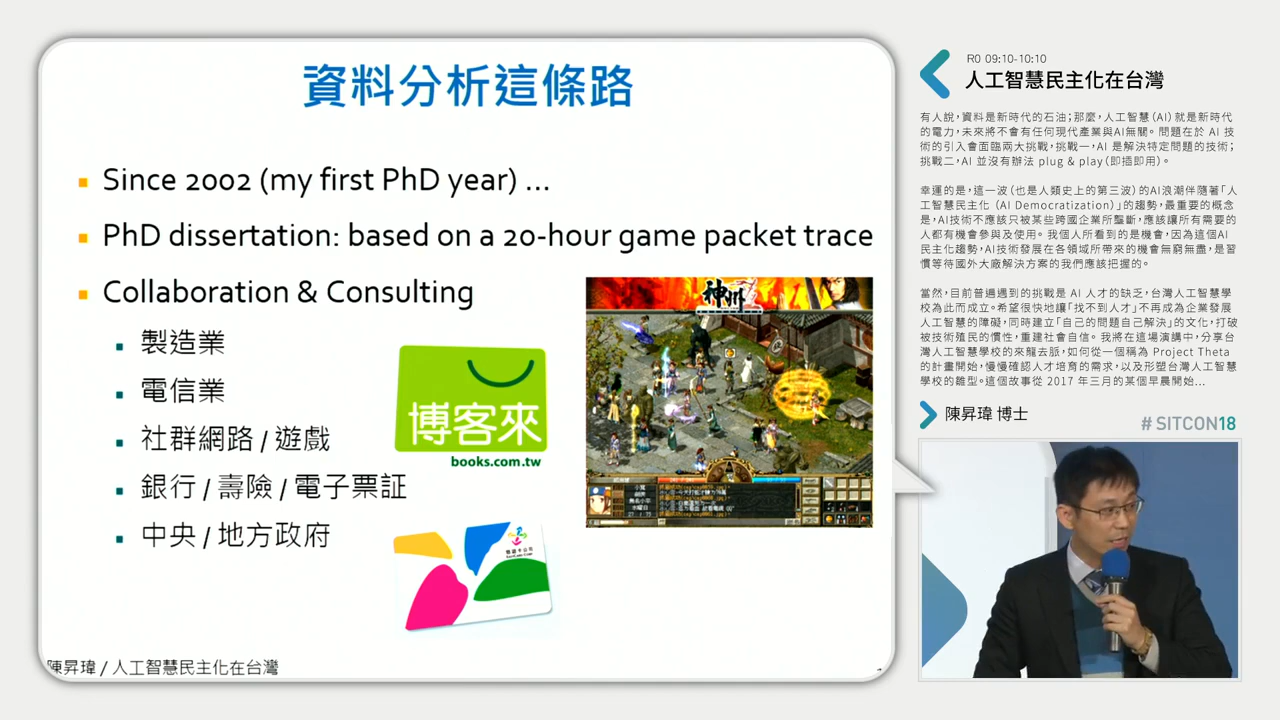 資料分析這條路
Since 2002 (my first PhD year) ...
PhD dissertation: based on a 20-hour game packet trace
Collaboration & Consulting
製造業
電信業
社群網路 / 遊戲
銀行 / 壽險 / 電子票証
中央 / 地方政府
博客來
books.com.tw
神州
陳昇瑋 / 人工智慧民主化在台灣
R0 09:10-10:10
人工智慧民主化在台灣
有人說,資料是新時代的石油;那麼,人工智慧 (AI) 就是新時代
的電力,未來將不會有任何現代產業與AI無關。問題在於 AI 技
術的引入會面臨兩大挑戰,挑戰一,AI 是解決特定問題的技術;
挑戰二,AI 並沒有辦法 plug & play (即插即用)。
幸運的是,這一波(也是人類史上的第三波)的AI浪潮伴隨著「人
工智慧民主化 (AI Democratization)」的趨勢,最重要的概念
是,AI技術不應該只被某些跨國企業所壟斷,應該讓所有需要的
人都有機會參與及使用。我個人所看到的是機會,因為這個AI
民主化趨勢,AI技術發展在各領域所帶來的機會無窮無盡,是習
慣等待國外大廠解決方案的我們應該把握的。
當然,目前普遍遇到的挑戰是 AI 人才的缺乏,台灣人工智慧學
校為此而成立。希望很快地讓「找不到人才」不再成為企業發展
人工智慧的障礙,同時建立「自己的問題自己解決」的文化,打破
被技術殖民的慣性,重建社會自信。我將在這場演講中,分享台
灣人工智慧學校的來龍去脈,如何從一個稱為 Project Theta
的計畫開始,慢慢確認人才培育的需求,以及形塑台灣人工智慧
學校的雛型。這個故事從 2017 年三月的某個早晨開始...
陳昇瑋 博士
# SITCON18